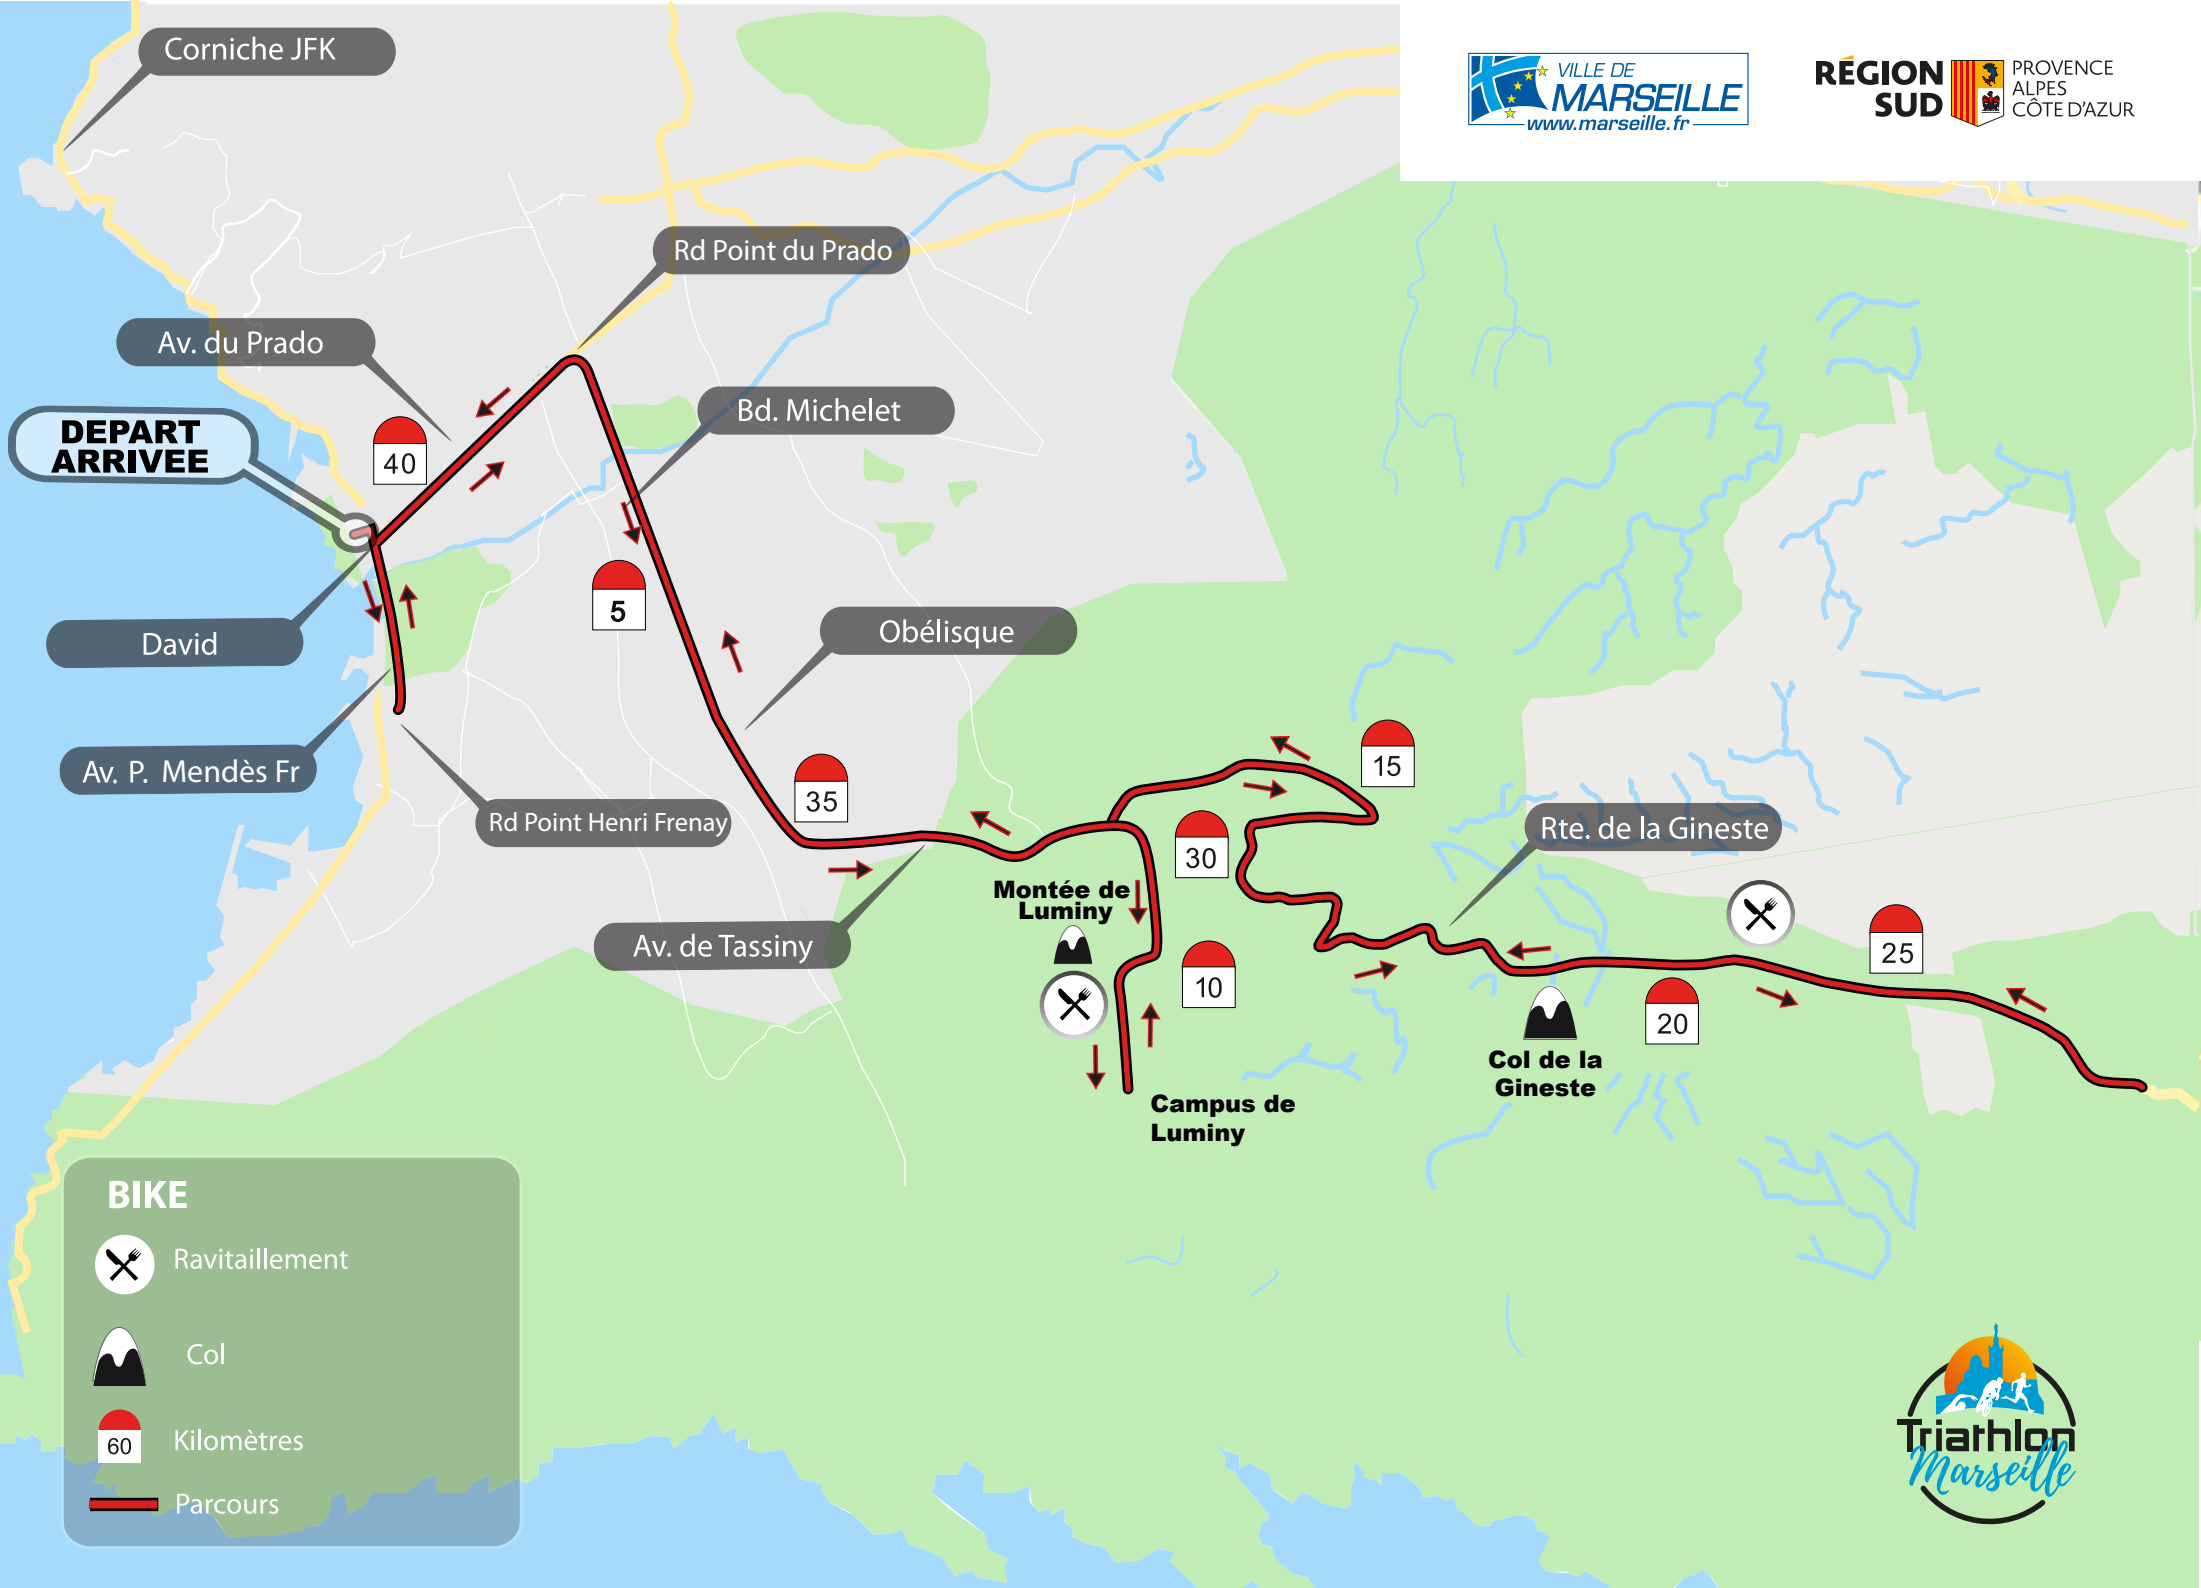 Corniche JFK
VILLE DE
MARSEILLE
www.marseille.fr
RÉGION
SUD
PROVENCE
ALPES
CÔTE D'AZUR
Rd Point du Prado
Av. du Prado
Bd. Michelet
DEPART
ARRIVEE
40
5
David
Obélisque
Av. P. Mendès Fr
15
35
Rd Point Henri Frenay
Rte. de la Gineste
30
Montée de
Luminy
Av. de Tassiny
25
10
20
Col de la
Gineste
Campus de
Luminy
BIKE
Ravitaillement
Col
60
Kilomètres
Parcours
Triathlon
Marseille